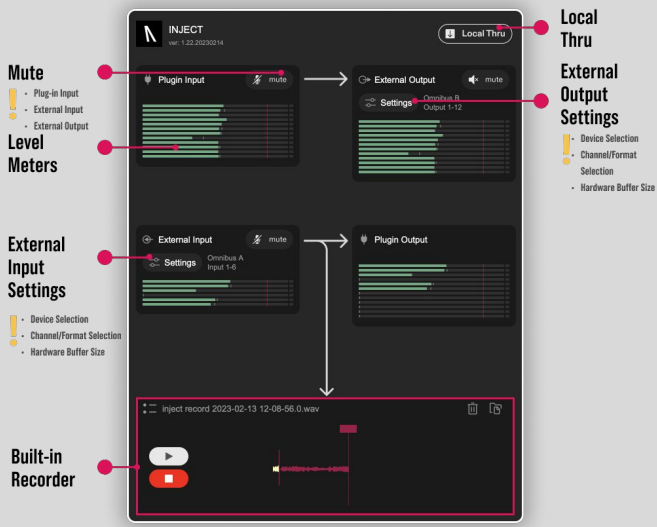 INJECT
ver: 1.22.20230214
Local Thru
Local
Thru
Mute
Plug-in Input
External Input
External Output
Level
Meters
Plugin Input
mute
External Output
mute
Settings
Omnibus B
Output 1-12
External
Output
Settings
Device Selection
Channel/Format
Selection
Hardware Buffer Size
External
Input
Settings
Device Selection
Channel/Format Selection
Hardware Buffer Size
External Input
mute
Settings
Omnibus A
Input 1-6
Plugin Output
inject record 2023-02-13 12-08-56.0.wav
Built-in
Recorder